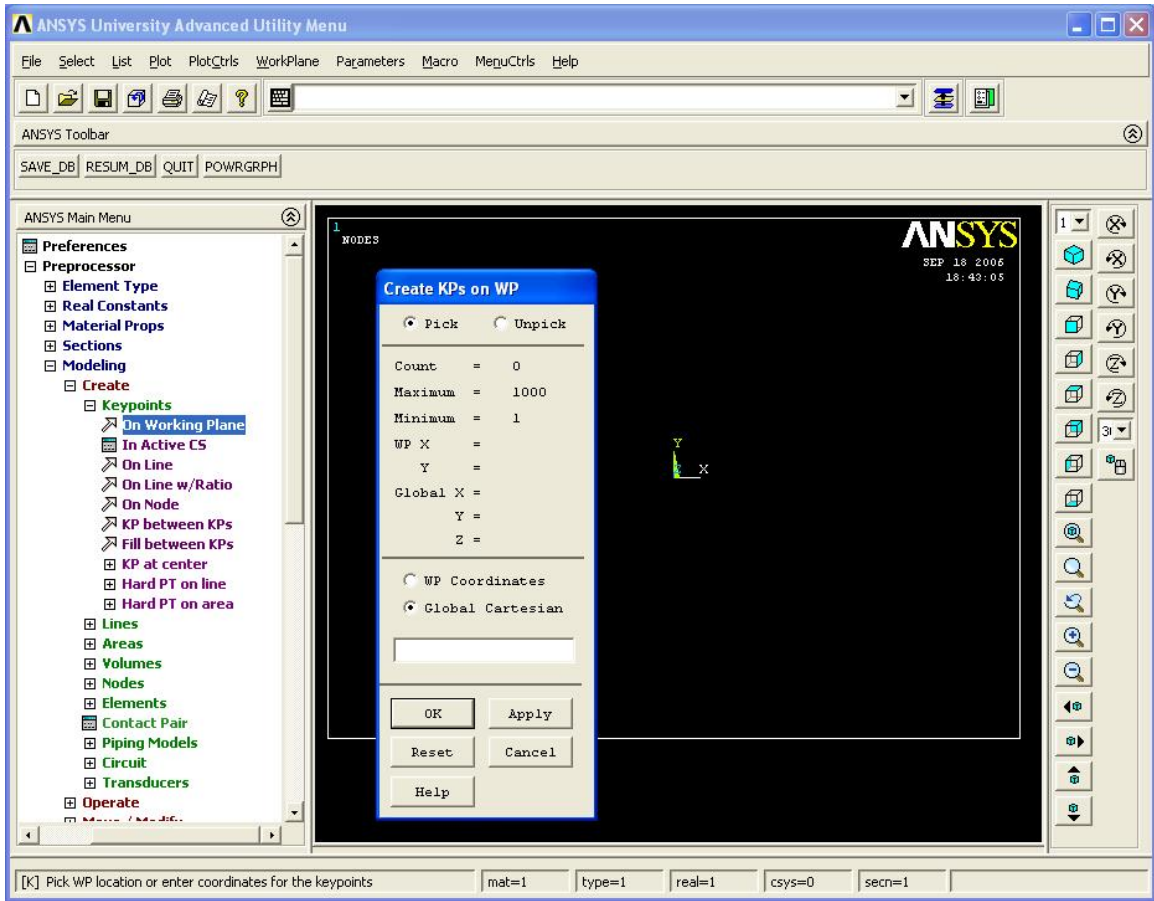 ANSYS University Advanced Utility Menu
File Select List Plot PlotCtrls WorkPlane Parameters Macro MenuCtrls Help
ANSYS Toolbar
SAVE_DB RESUM_DB QUIT POWRGRPH
ANSYS Main Menu
Preferences
Preprocessor
Element Type
Real Constants
Material Props
Sections
Modeling
Create
Keypoints
On Working Plane
In Active CS
On Line
On Line w/Ratio
On Node
KP between KPs
Fill between KPs
KP at center
Hard PT on line
Hard PT on area
Lines
Areas
Volumes
Nodes
Elements
Contact Pair
Piping Models
Circuit
Transducers
Operate
Move / Modify
1
NODES
ANSYS
SEP 18 2006
18:43:05
Create KPs on WP
Pick Unpick
Count = 0
Maximum = 1000
Minimum = 1
WP X =
Y =
Global X =
Y =
Z =
WP Coordinates
Global Cartesian
OK Apply
Reset Cancel
Help
Y
Z X
1
X
X
Y
Y
Z
Z
[K] Pick WP location or enter coordinates for the keypoints mat=1 type=1 real=1 csys=0 secn=1